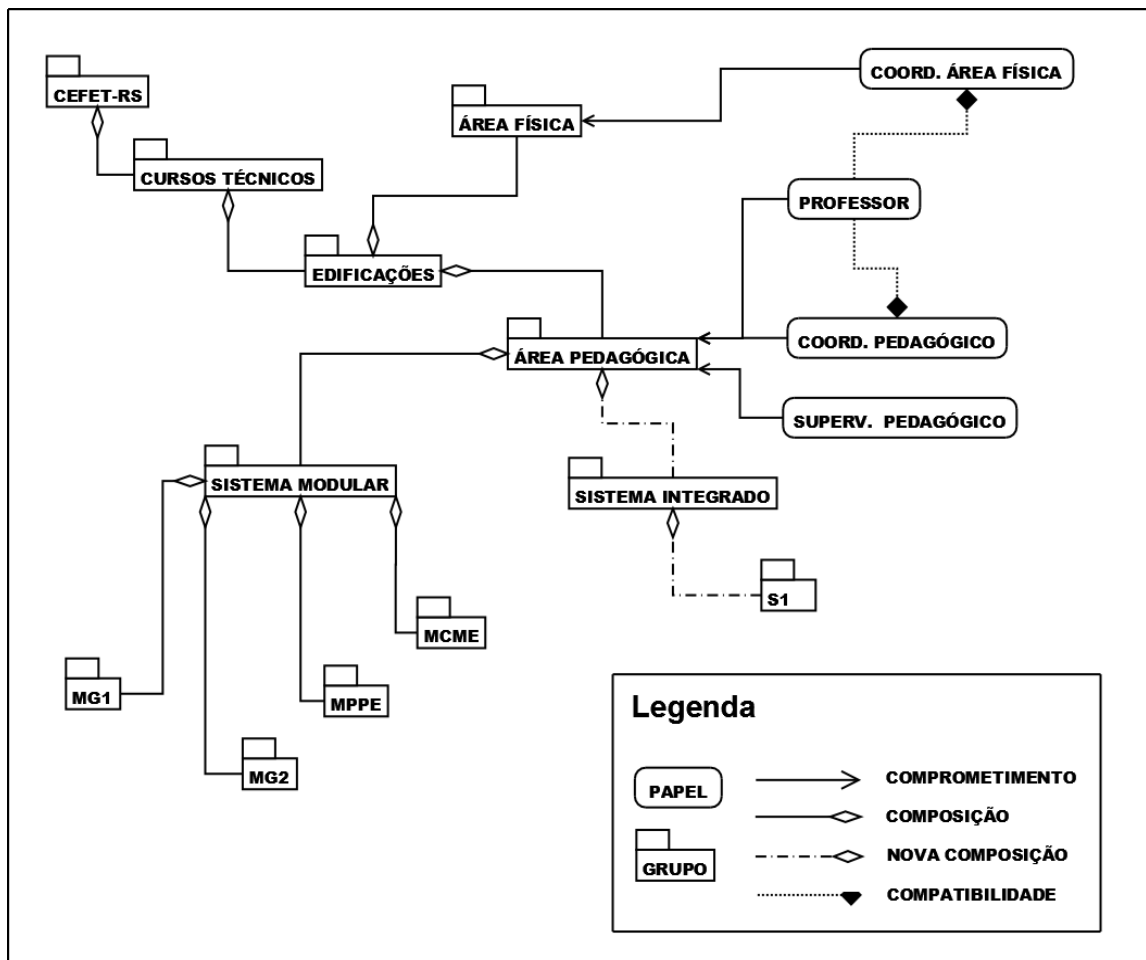 COORD. ÁREA FÍSICA
CEFET-RS
ÁREA FÍSICA
CURSOS TÉCNICOS
PROFESSOR
EDIFICAÇÕES
COORD. PEDAGÓGICO
ÁREA PEDAGÓGICA
SUPERV. PEDAGÓGICO
SISTEMA MODULAR
SISTEMA INTEGRADO
S1
MCME
MG1
MPPE
MG2
Legenda
PAPEL
COMPROMETIMENTO
COMPOSIÇÃO
GRUPO
NOVA COMPOSIÇÃO
COMPATIBILIDADE